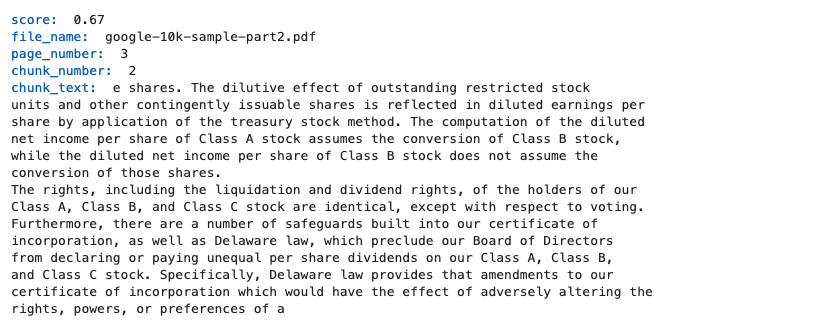 score:  0.67
file_name:  google-10k-sample-part2.pdf
page_number:  3
chunk_number:  2
chunk_text:  e shares. The dilutive effect of outstanding restricted stock
units and other contingently issuable shares is reflected in diluted earnings per
share by application of the treasury stock method. The computation of the diluted
net income per share of Class A stock assumes the conversion of Class B stock,
while the diluted net income per share of Class B stock does not assume the
conversion of those shares.
The rights, including the liquidation and dividend rights, of the holders of our
Class A, Class B, and Class C stock are identical, except with respect to voting.
Furthermore, there are a number of safeguards built into our certificate of
incorporation, as well as Delaware law, which preclude our Board of Directors
from declaring or paying unequal per share dividends on our Class A, Class B,
and Class C stock. Specifically, Delaware law provides that amendments to our
certificate of incorporation which would have the effect of adversely altering the
rights, powers, or preferences of a